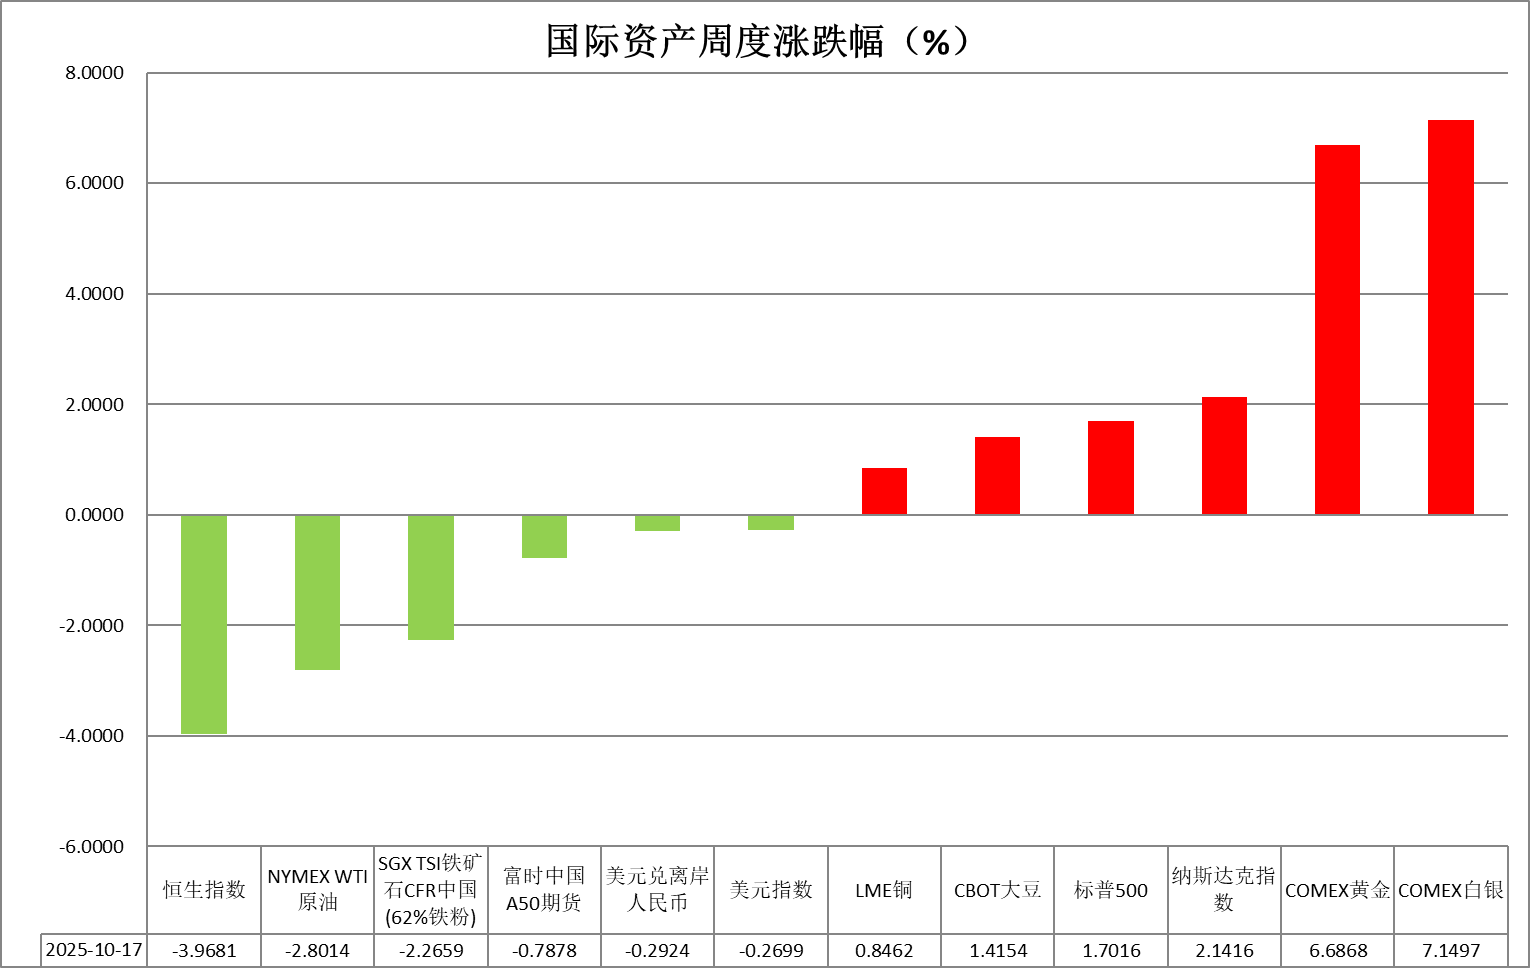 国际资产周度涨跌幅（%）
8.0000
6.0000
4.0000
2.0000
0.0000
-2.0000
-4.0000
-6.0000
恒生指数
NYMEX WTI
原油
SGX TSI铁矿
石CFR中国
(62%铁粉)
富时中国
A50期货
美元兑离岸
人民币
美元指数
LME铜
CBOT大豆
标普500
纳斯达克指
数
COMEX黄金
COMEX白银
2025-10-17 -3.9681 -2.8014 -2.2659 -0.7878 -0.2924 -0.2699 0.8462 1.4154 1.7016 2.1416 6.6868 7.1497